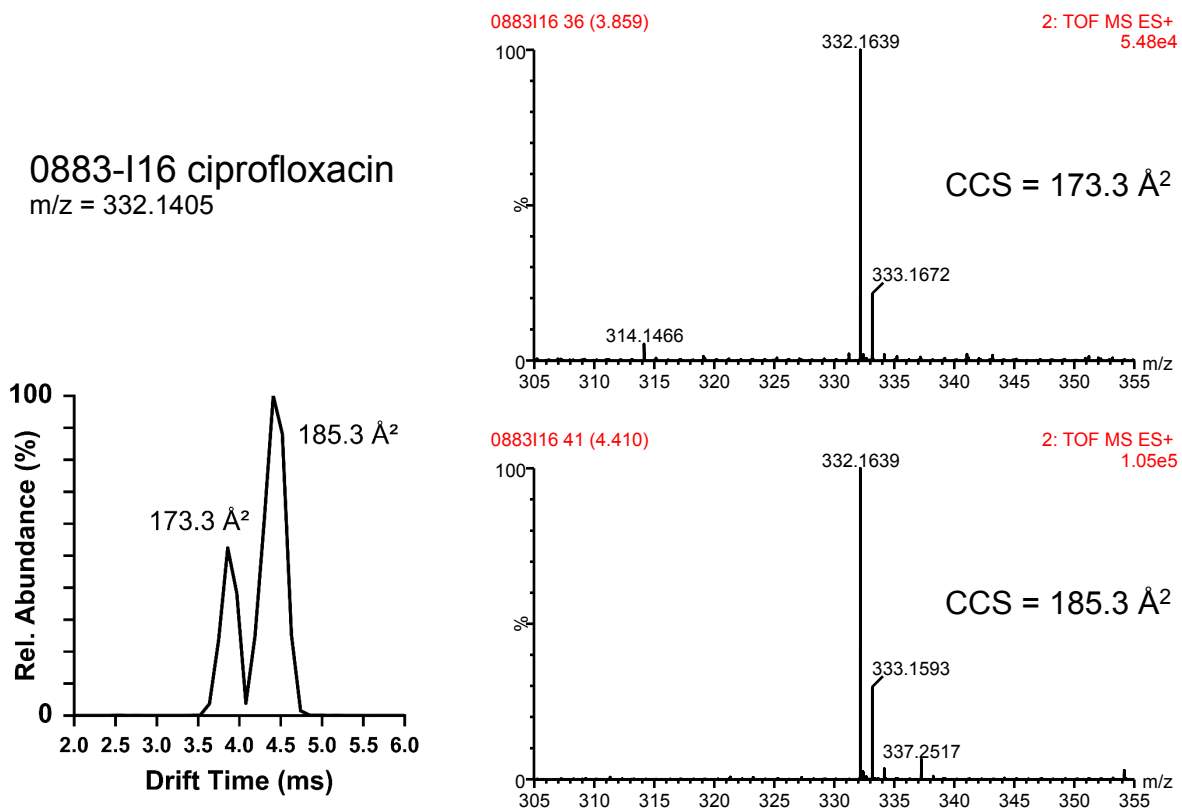 0883-I16 ciprofloxacin
m/z = 332.1405
100
Rel. Abundance (%)
0
173.3 Å²
185.3 Å²
2.0 2.5 3.0 3.5 4.0 4.5 5.0 5.5 6.0
Drift Time (ms)
0883I16 36 (3.859)
2: TOF MS ES+
5.48e4
100
%
0
332.1639
333.1672
314.1466
CCS = 173.3 Å²
305 310 315 320 325 330 335 340 345 350 355
m/z
0883I16 41 (4.410)
2: TOF MS ES+
1.05e5
100
%
0
332.1639
333.1593
337.2517
CCS = 185.3 Å²
305 310 315 320 325 330 335 340 345 350 355
m/z